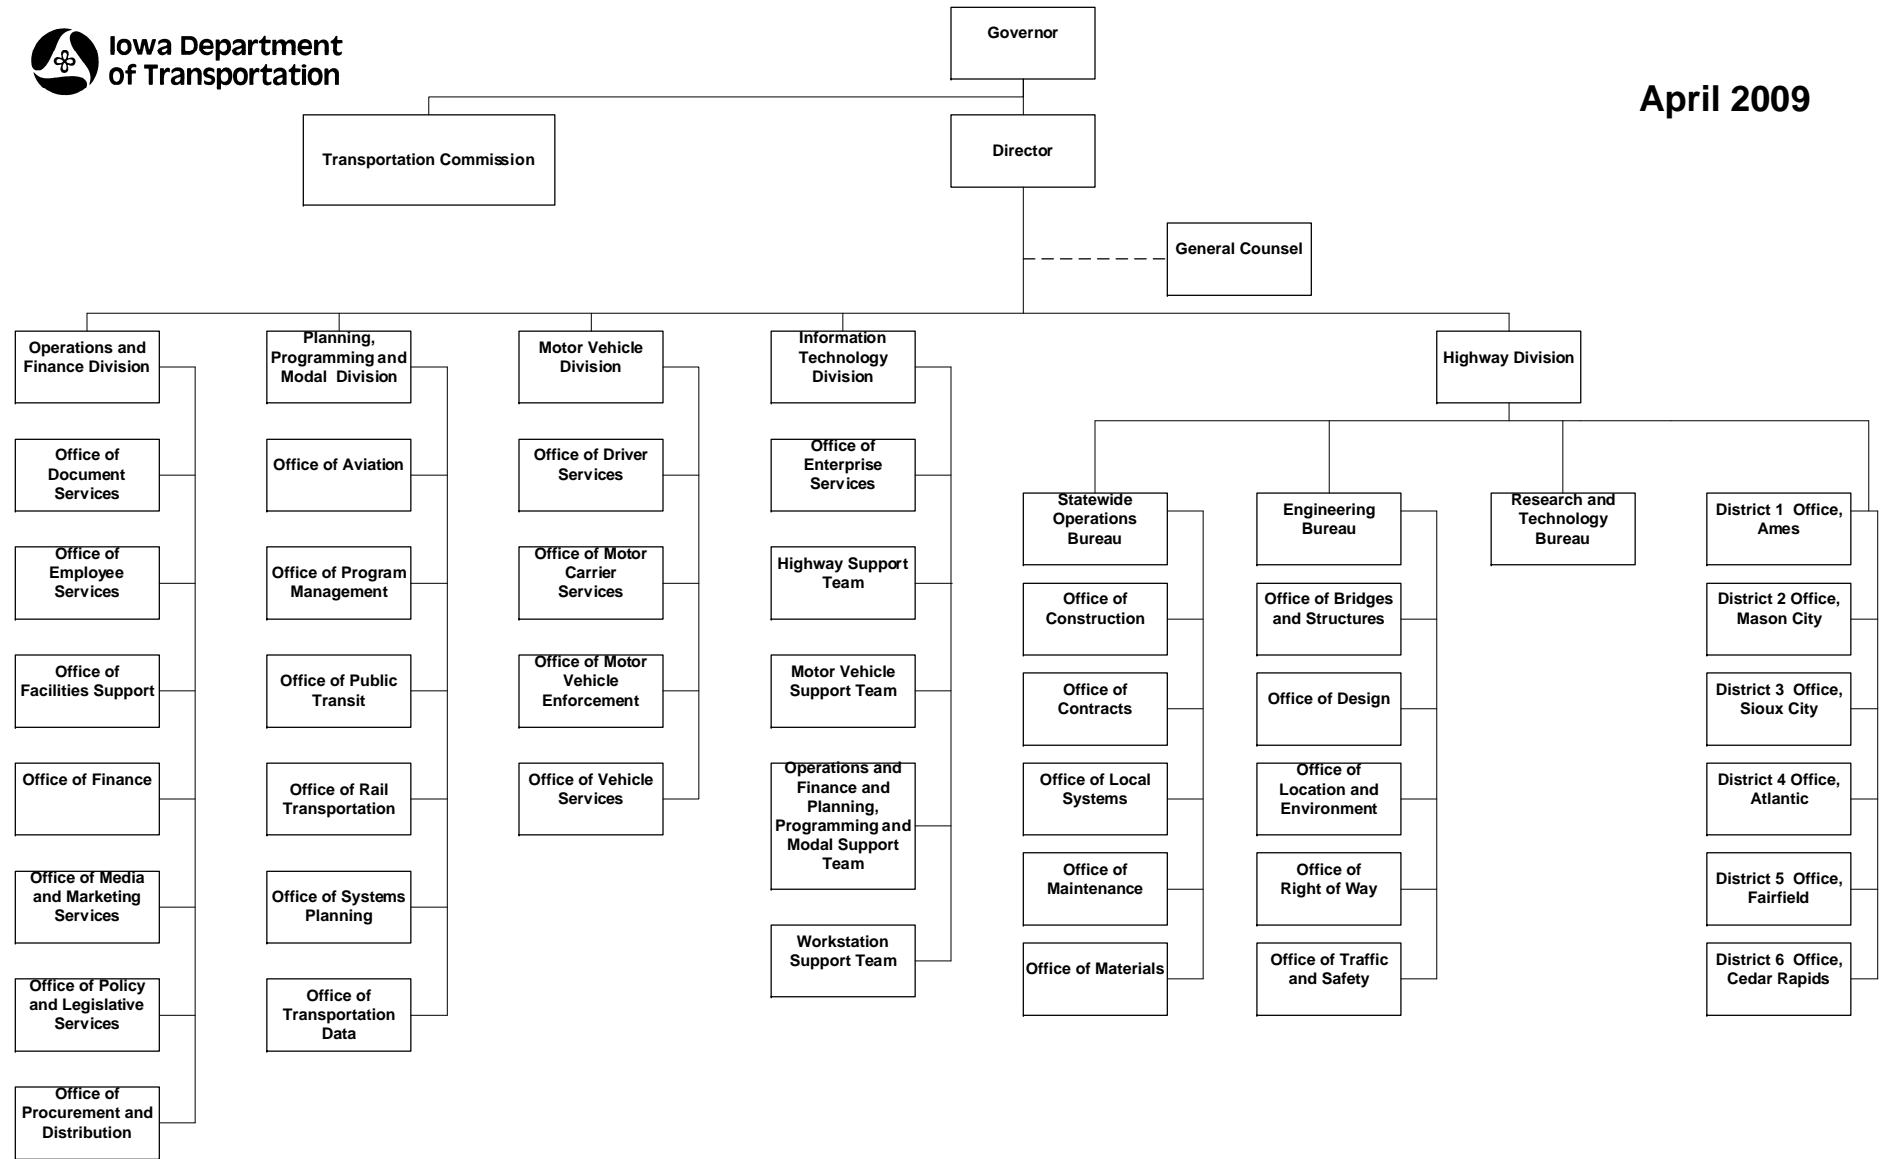 Iowa Department
of Transportation
April 2009
Governor
Transportation Commission
Director
General Counsel
Operations and
Finance Division
Office of
Document
Services
Office of
Employee
Services
Office of
Facilities Support
Office of Finance
Office of Media
and Marketing
Services
Office of Policy
and Legislative
Services
Office of
Procurement and
Distribution
Planning,
Programming and
Modal Division
Office of Aviation
Office of Program
Management
Office of Public
Transit
Office of Rail
Transportation
Office of Systems
Planning
Office of
Transportation
Data
Motor Vehicle
Division
Office of Driver
Services
Office of Motor
Carrier
Services
Office of Motor
Vehicle
Enforcement
Office of Vehicle
Services
Information
Technology
Division
Office of
Enterprise
Services
Highway Support
Team
Motor Vehicle
Support Team
Operations and
Finance and
Planning,
Programming and
Modal Support
Team
Workstation
Support Team
Highway Division
Statewide
Operations
Bureau
Office of
Construction
Office of
Contracts
Office of Local
Systems
Office of
Maintenance
Office of Materials
Engineering
Bureau
Office of Bridges
and Structures
Office of Design
Office of
Location and
Environment
Office of
Right of Way
Office of Traffic
and Safety
Research and
Technology
Bureau
District 1 Office,
Ames
District 2 Office,
Mason City
District 3 Office,
Sioux City
District 4 Office,
Atlantic
District 5 Office,
Fairfield
District 6 Office,
Cedar Rapids